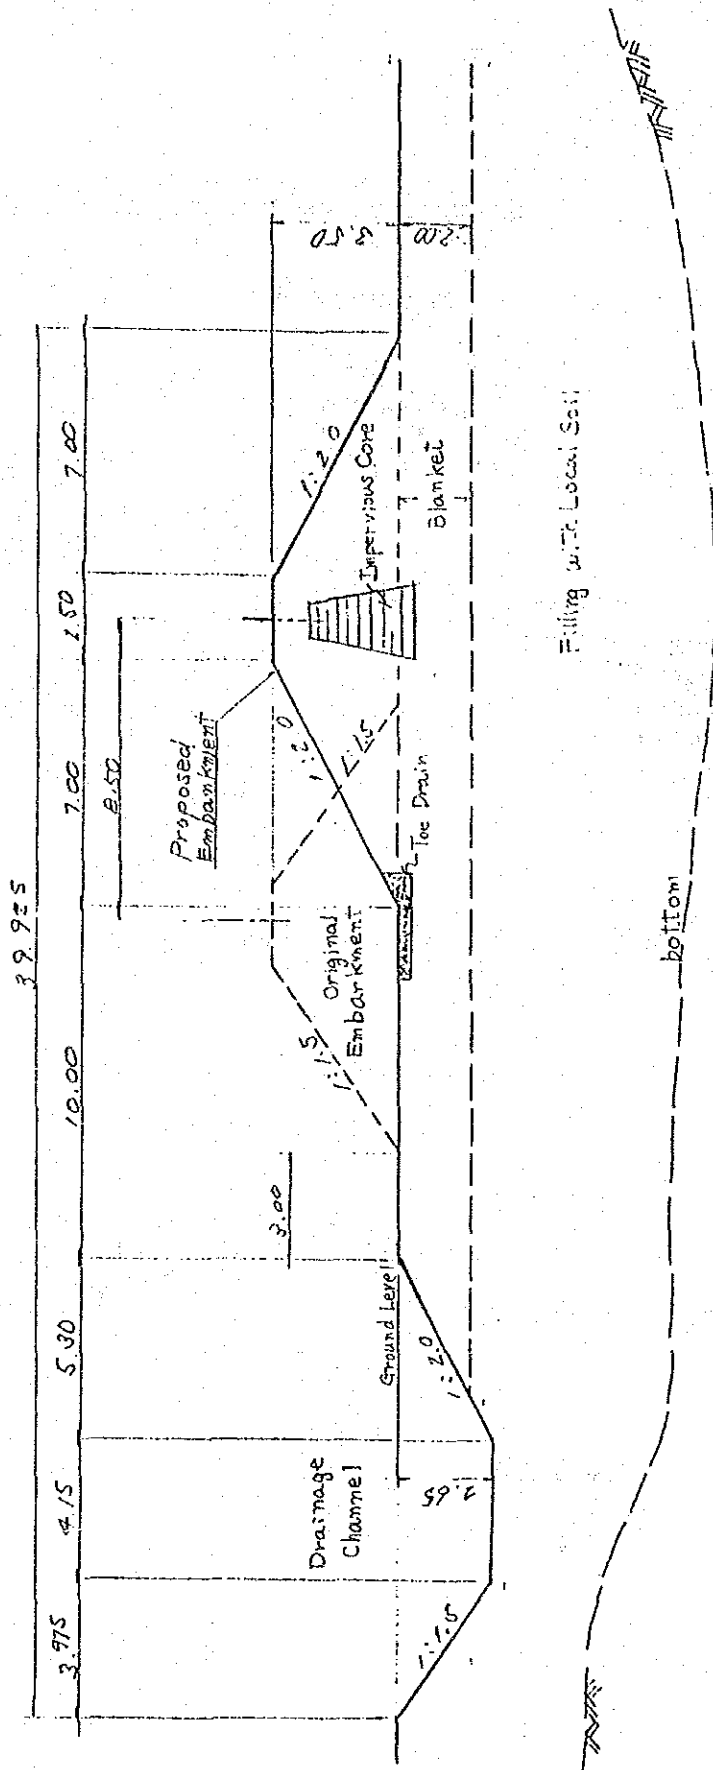 39.925
3.975
4.15
5.30
10.00
7.00
2.50
7.00
8.50
3.00
Proposed
Embankment
3.50
1:1.5
1:2.0
1:1.5
1:2.0
Original
Embankment
Impervious Core
Drainage
Channel
Ground Level
Toe Drain
2.00
1:1.5
2.65
1:2.0
Blanket
Filling with Local Soil
bottom